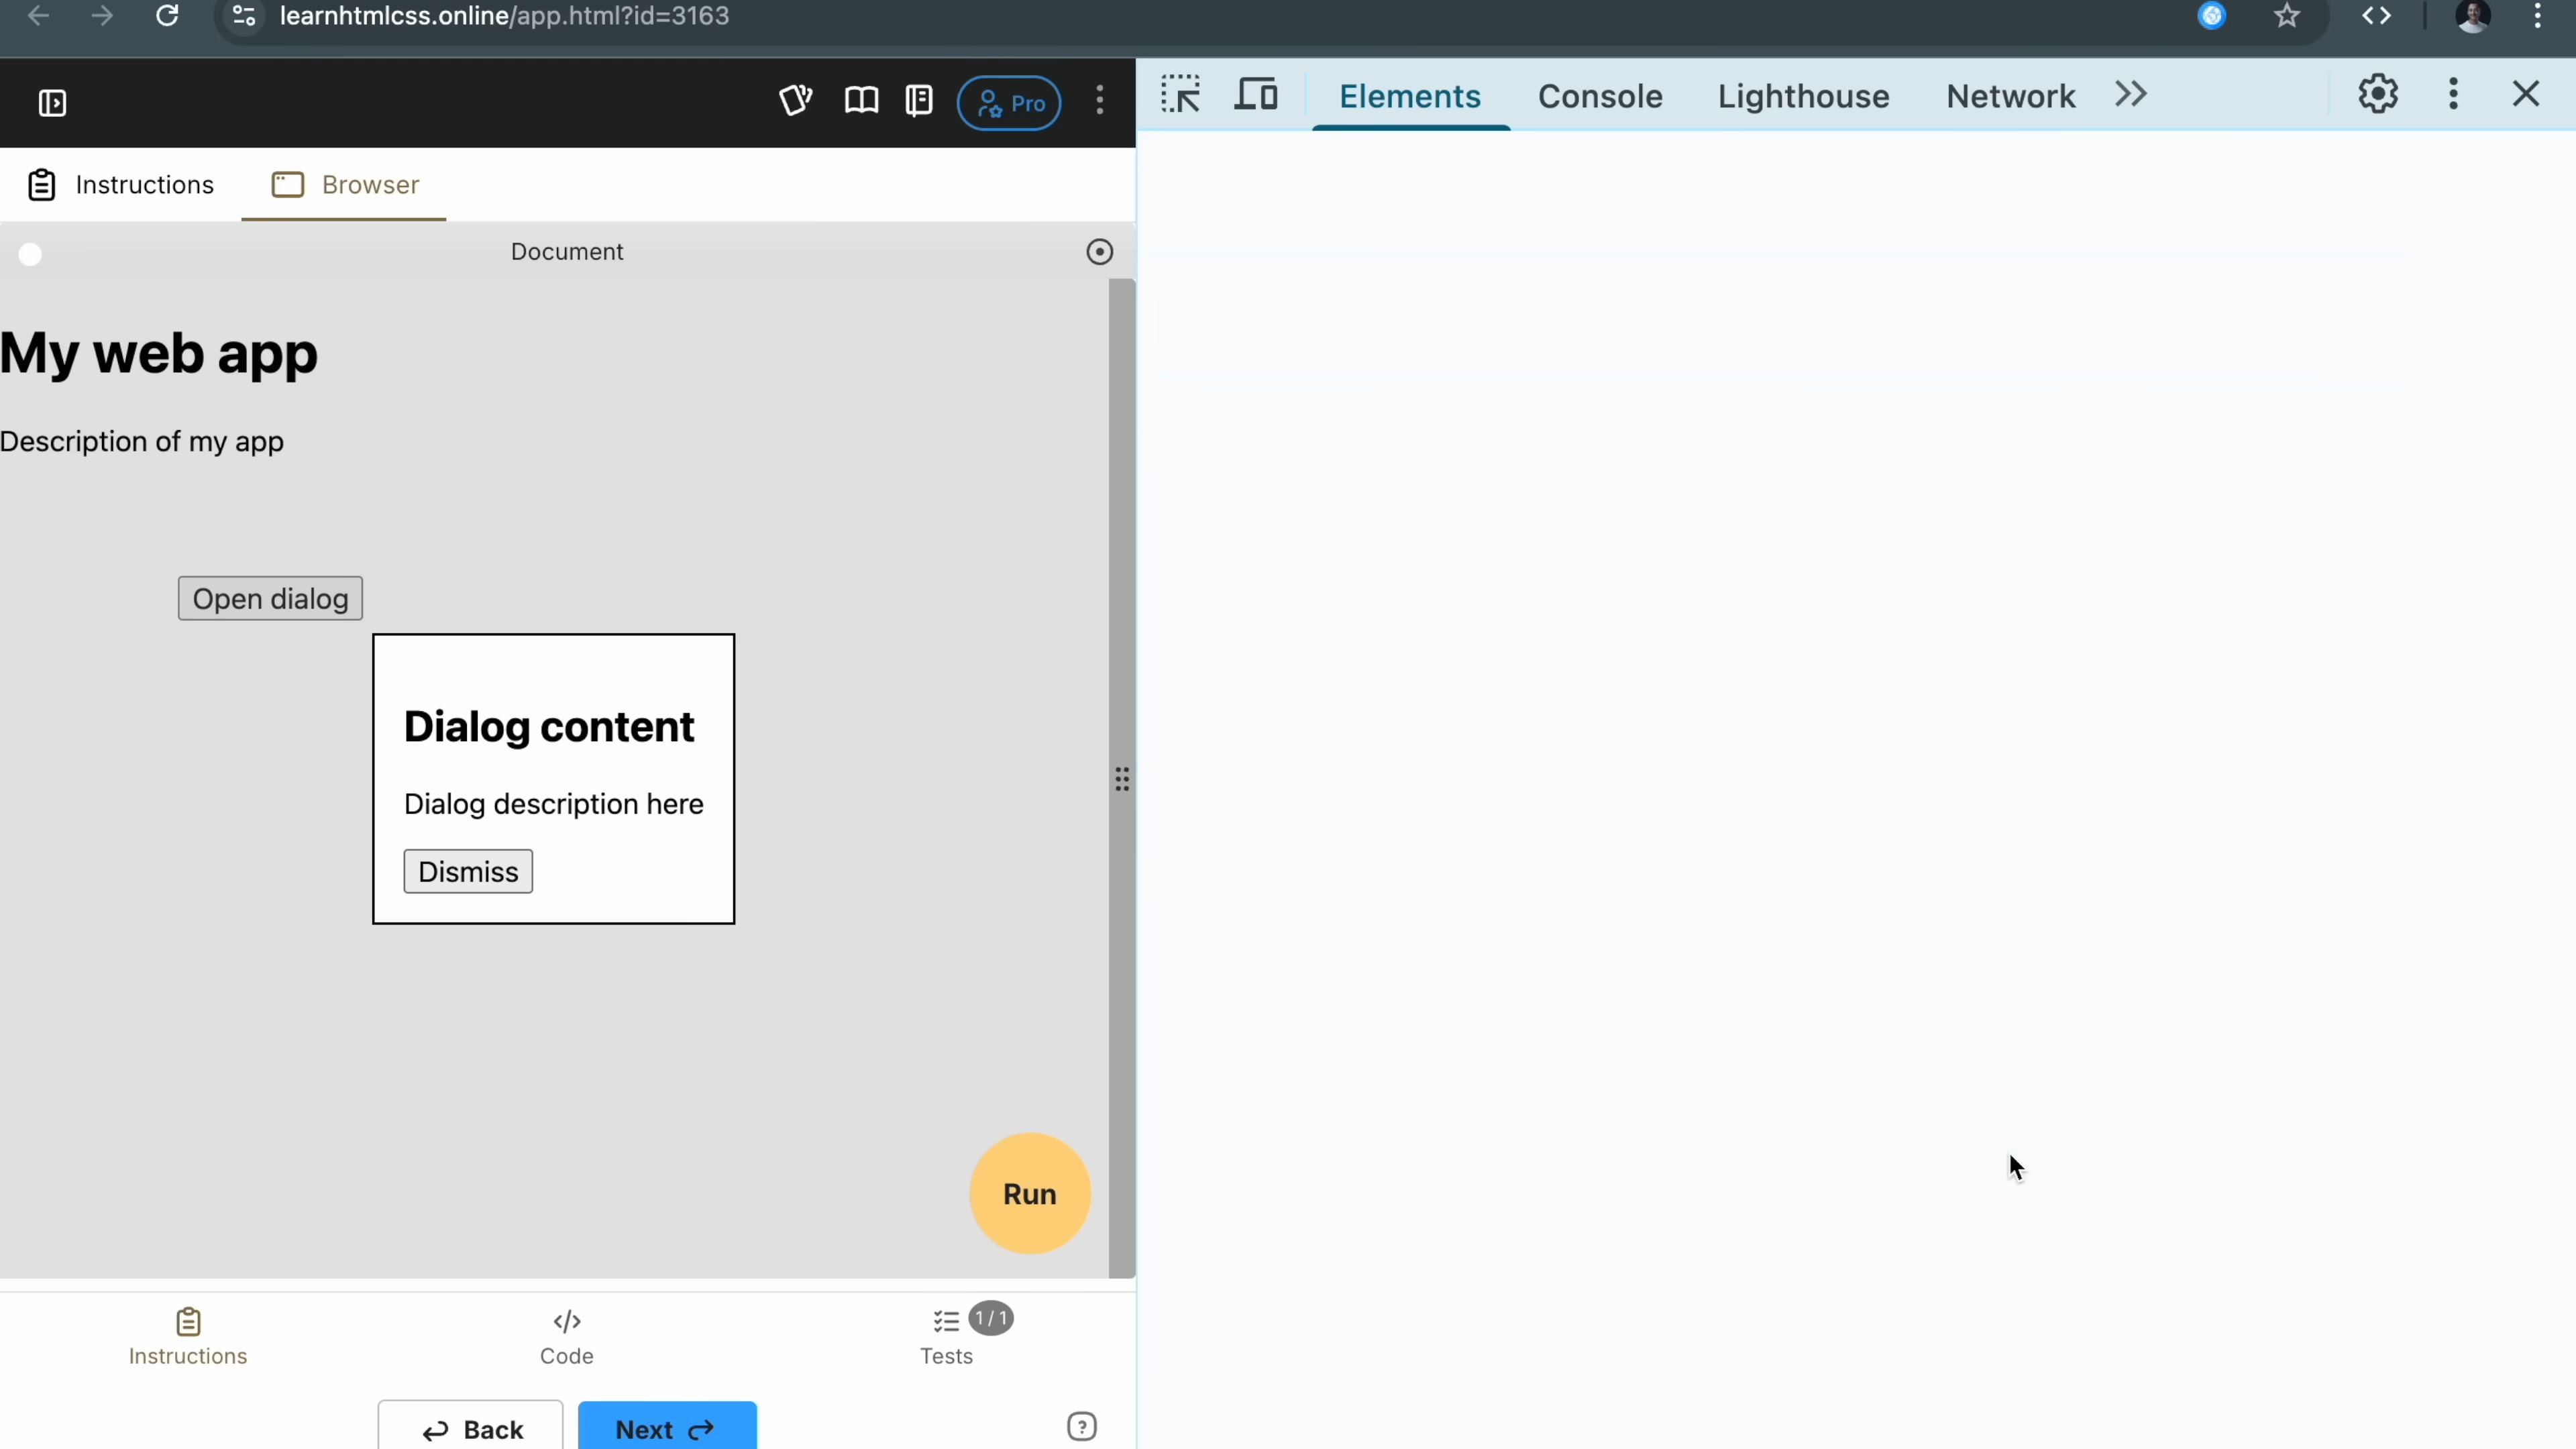 learnhtmlcss.online/app.html?id=3163
Pro
Elements Console Lighthouse Network
Instructions Browser
Document
My web app
Description of my app
Open dialog
Dialog content
Dialog description here
Dismiss
Run
1/1
Instructions Code Tests
Back Next